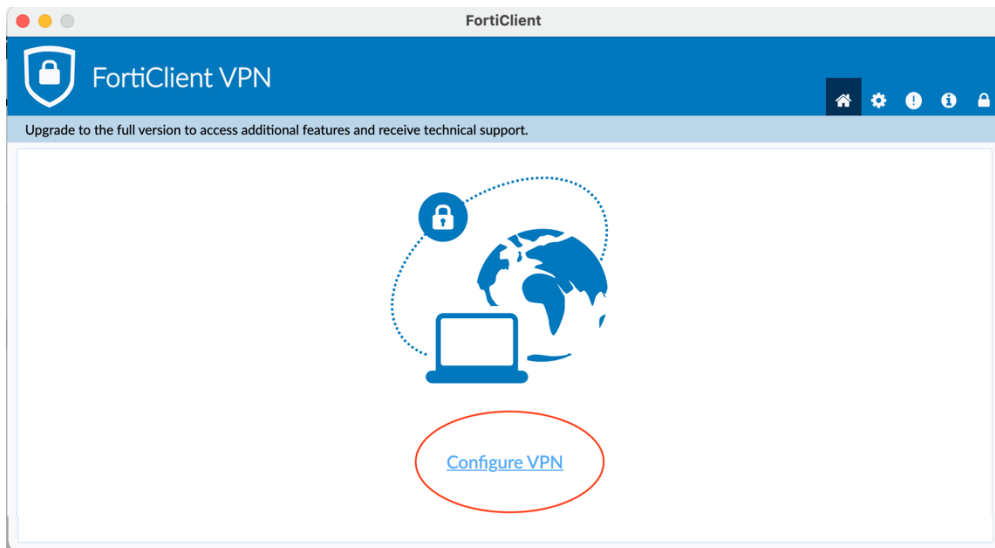 FortiClient
FortiClient VPN
Upgrade to the full version to access additional features and receive technical support.
Configure VPN